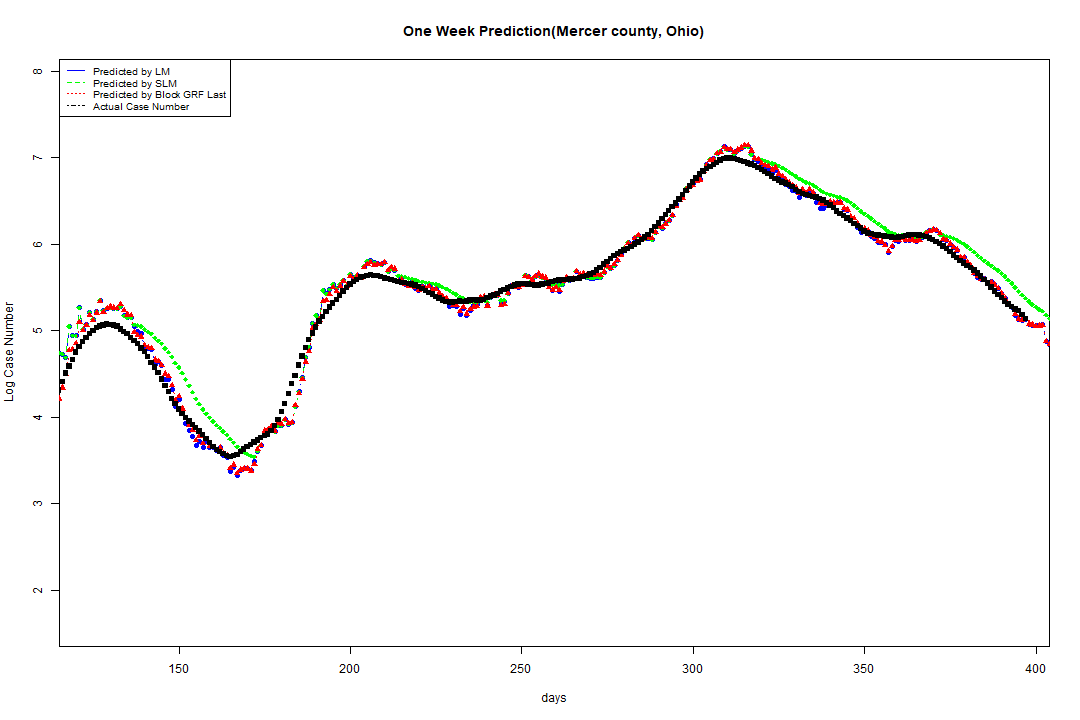 One Week Prediction(Mercer county, Ohio)
Predicted by LM
Predicted by SLM
Predicted by Block GRF Last
Actual Case Number
8
7
6
5
4
3
2
Log Case Number
150 200 250 300 350 400
days